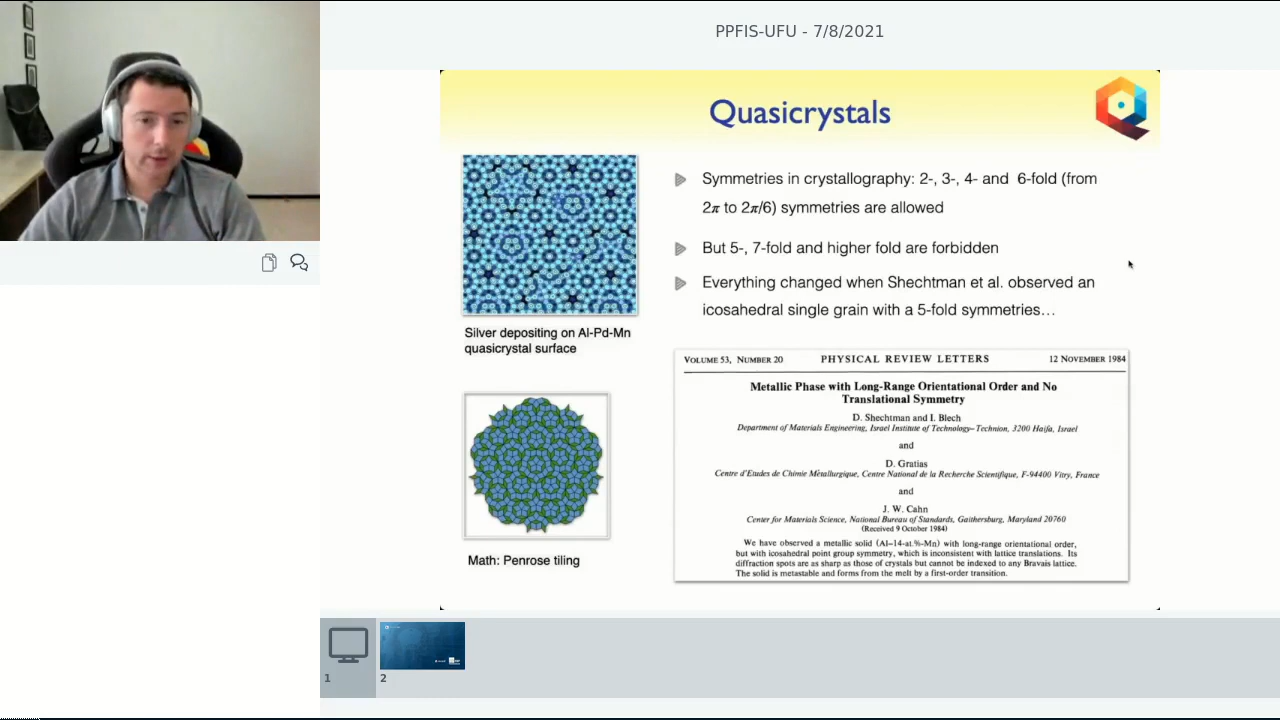 PPFIS-UFU - 7/8/2021
Quasicrystals
Symmetries in crystallography: 2-, 3-, 4- and 6-fold (from
2π to 2π/6) symmetries are allowed
But 5-, 7-fold and higher fold are forbidden
Everything changed when Shechtman et al. observed an
icosahedral single grain with a 5-fold symmetries…
Silver depositing on Al-Pd-Mn
quasicrystal surface
Math: Penrose tiling
VOLUME 53, NUMBER 20 PHYSICAL REVIEW LETTERS 12 NOVEMBER 1984
Metallic Phase with Long-Range Orientational Order and No
Translational Symmetry
D. Shechtman and I. Blech
Department of Materials Engineering, Israel Institute of Technology–Technion, 3200 Haifa, Israel
and
D. Gratias
Centre d'Etudes de Chimie Métallurgique, Centre National de la Recherche Scientifique, F-94400 Vitry, France
and
J. W. Cahn
Center for Materials Science, National Bureau of Standards, Gaithersburg, Maryland 20760
(Received 9 October 1984)
We have observed a metallic solid (Al–14-at.%-Mn) with long-range orientational order,
but with icosahedral point group symmetry, which is inconsistent with lattice translations. Its
diffraction spots are as sharp as those of crystals but cannot be indexed to any Bravais lattice.
The solid is metastable and forms from the melt by a first-order transition.
1
2